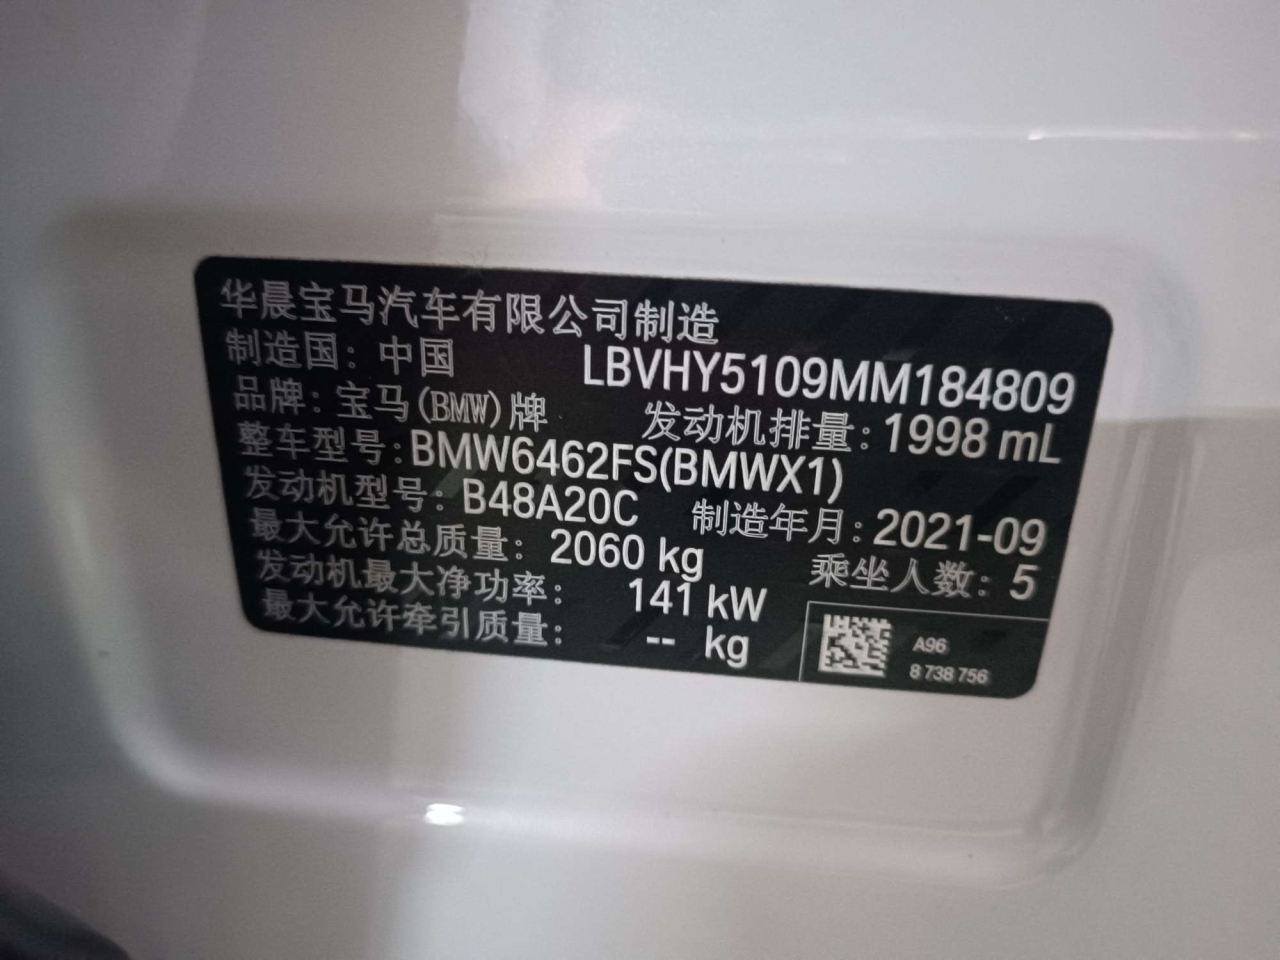 华晨宝马汽车有限公司制造
制造国：中国 LBVHY5109MM184809
品牌：宝马(BMW)牌 发动机排量：1998 mL
整车型号：BMW6462FS(BMWX1)
发动机型号：B48A20C 制造年月：2021-09
最大允许总质量：2060 kg 乘坐人数：5
发动机最大净功率：141 kW
最大允许牵引质量：-- kg
A96
8 738 756